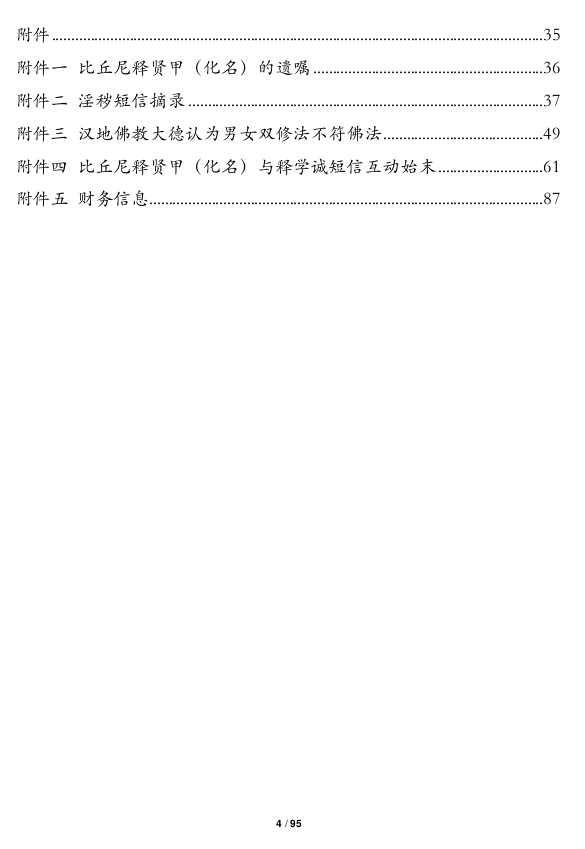 附件..........35
附件一 比丘尼释贤甲（化名）的遗嘱..........36
附件二 淫秽短信摘录..........37
附件三 汉地佛教大德认为男女双修法不符佛法..........49
附件四 比丘尼释贤甲（化名）与释学诚短信互动始末..........61
附件五 财务信息..........87
4 / 95